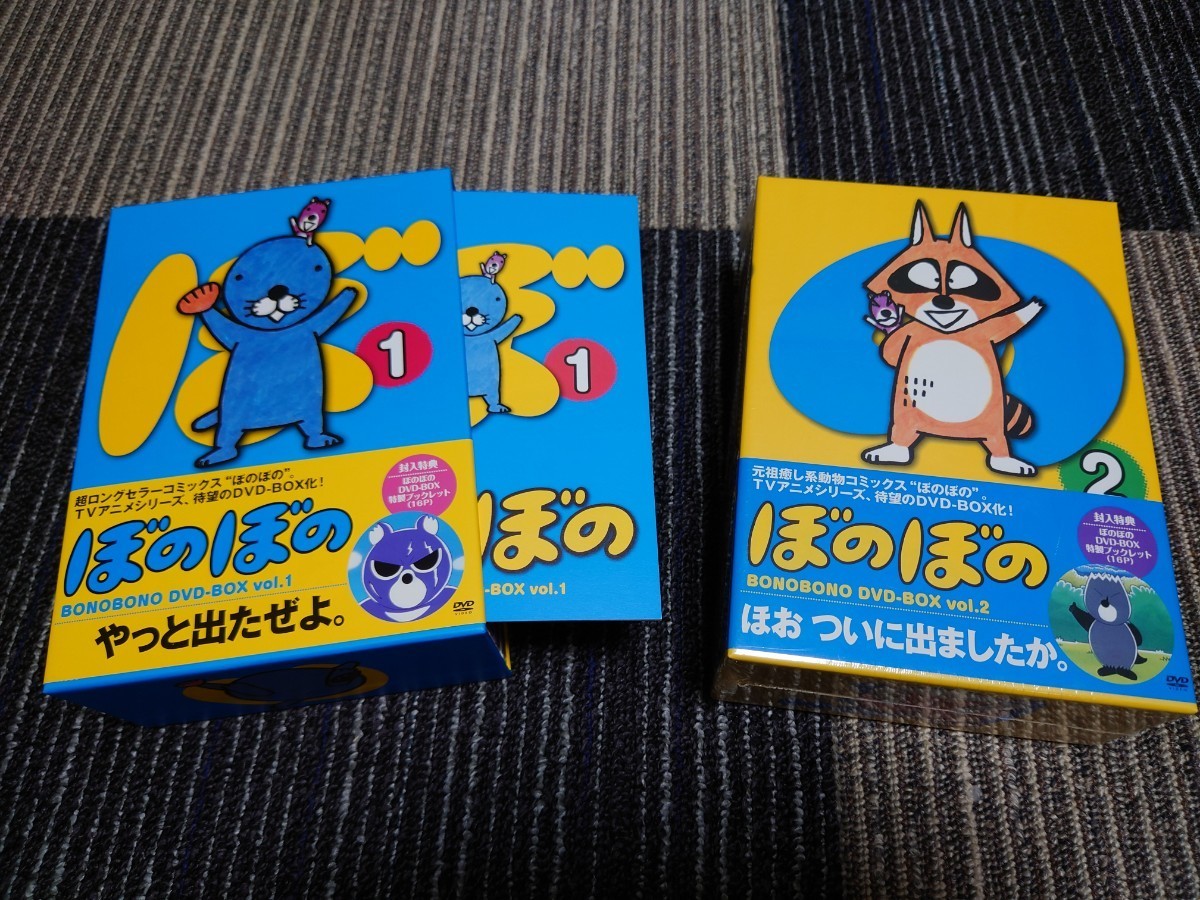 ぼ
1
超ロングセラーコミックス“ぼのぼの”。
TVアニメシリーズ、待望のDVD-BOX化！
ぼのぼの
BONOBONO DVD-BOX vol.1
やっと出たぜよ。
封入特典
ぼのぼの
DVD-BOX
特製ブックレット
(16P)
DVD
VIDEO
ぼ
1
ぼの
-BOX vol.1
の
2
元祖癒し系動物コミックス“ぼのぼの”。
TVアニメシリーズ、待望のDVD-BOX化！
ぼのぼの
BONOBONO DVD-BOX vol.2
ほお ついに出ましたか。
封入特典
ぼのぼの
DVD-BOX
特製ブックレット
(16P)
DVD
VIDEO